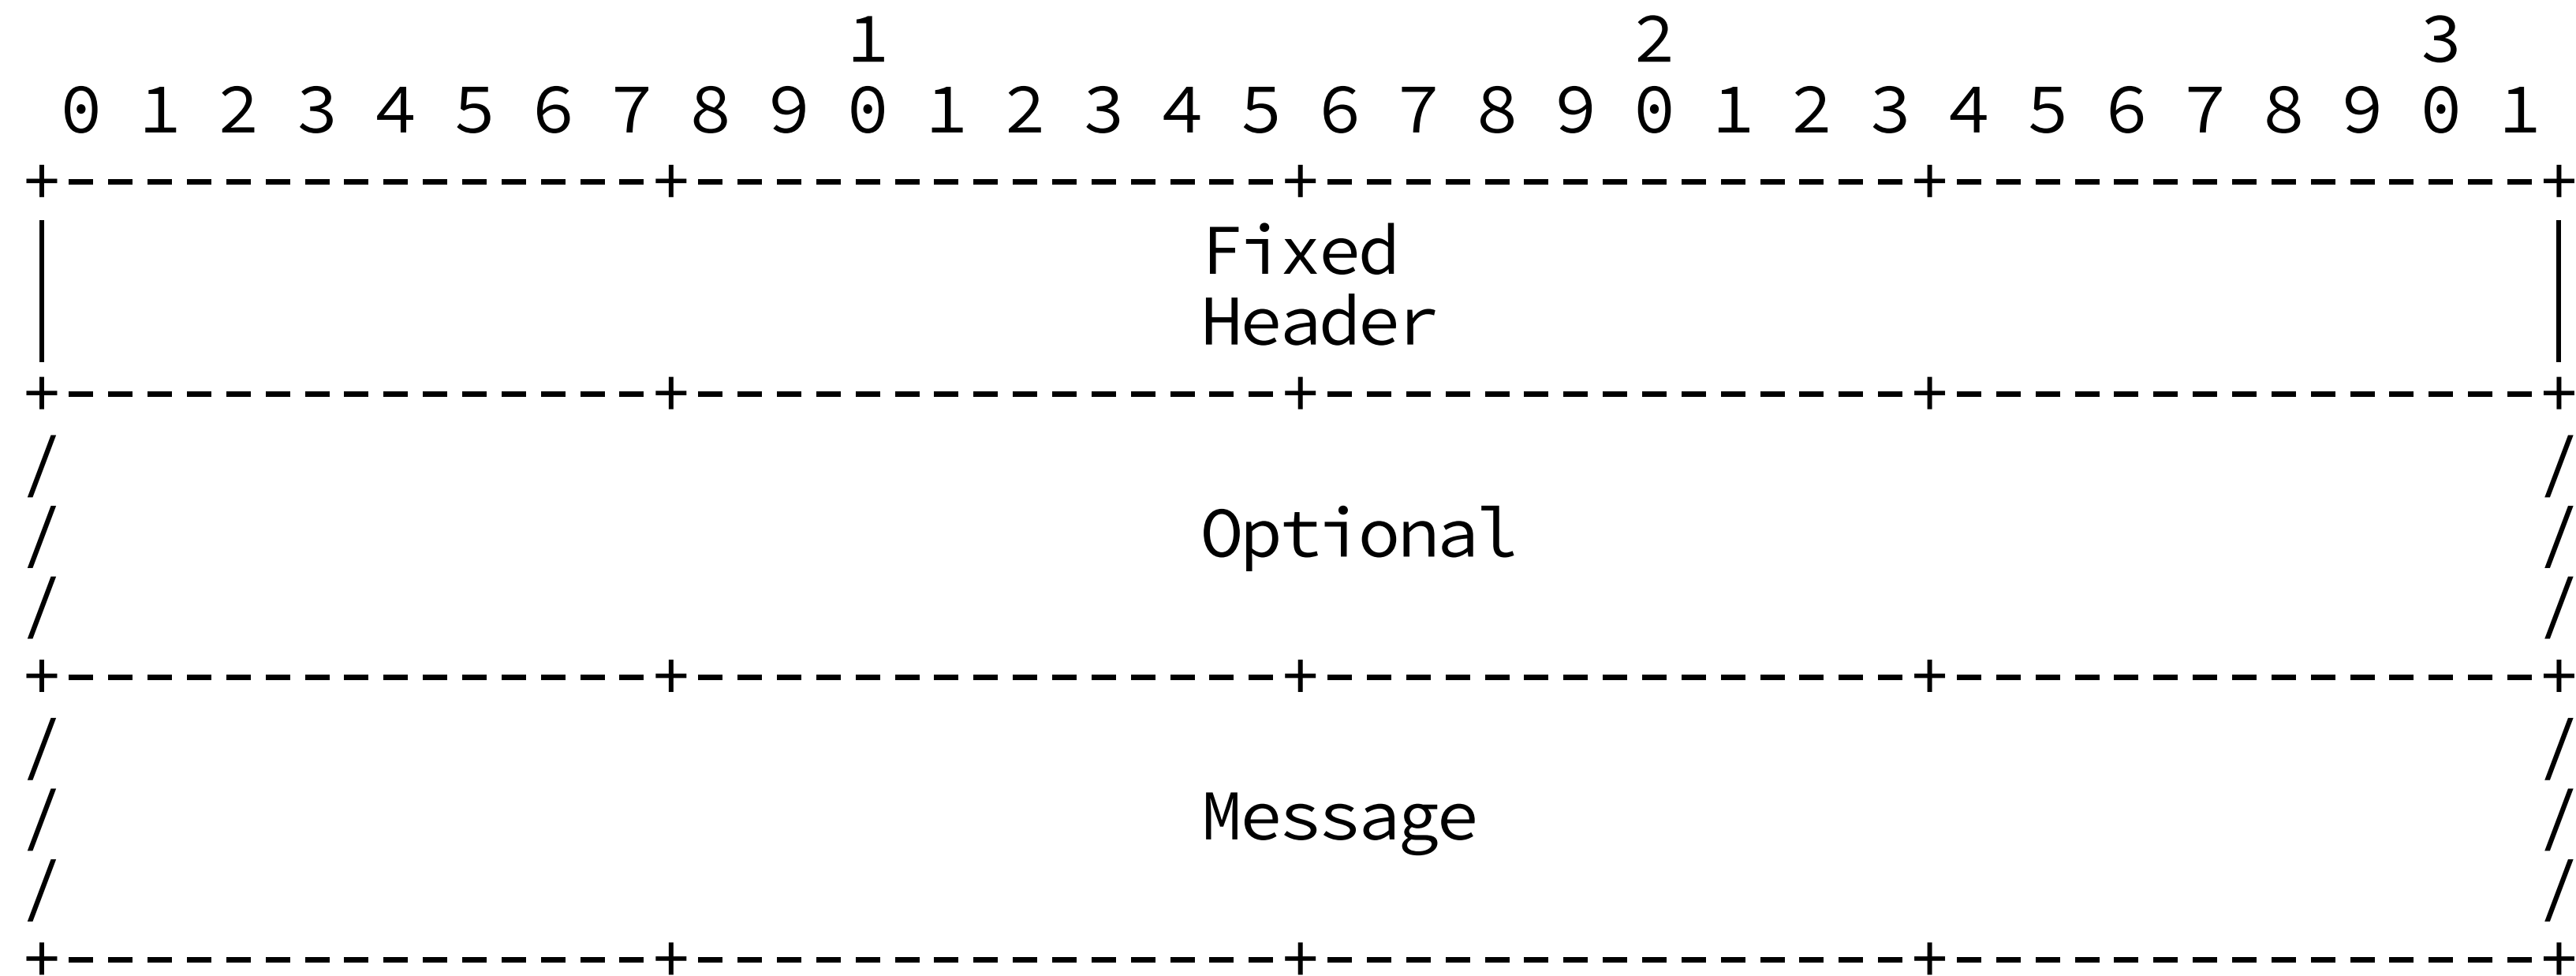 1                   2                   3
 0 1 2 3 4 5 6 7 8 9 0 1 2 3 4 5 6 7 8 9 0 1 2 3 4 5 6 7 8 9 0 1
+---------------+---------------+---------------+---------------+
|                             Fixed                             |
|                             Header                            |
+---------------+---------------+---------------+---------------+
/                                                               /
/                             Optional                          /
/                                                               /
+---------------+---------------+---------------+---------------+
/                                                               /
/                             Message                           /
/                                                               /
+---------------+---------------+---------------+---------------+